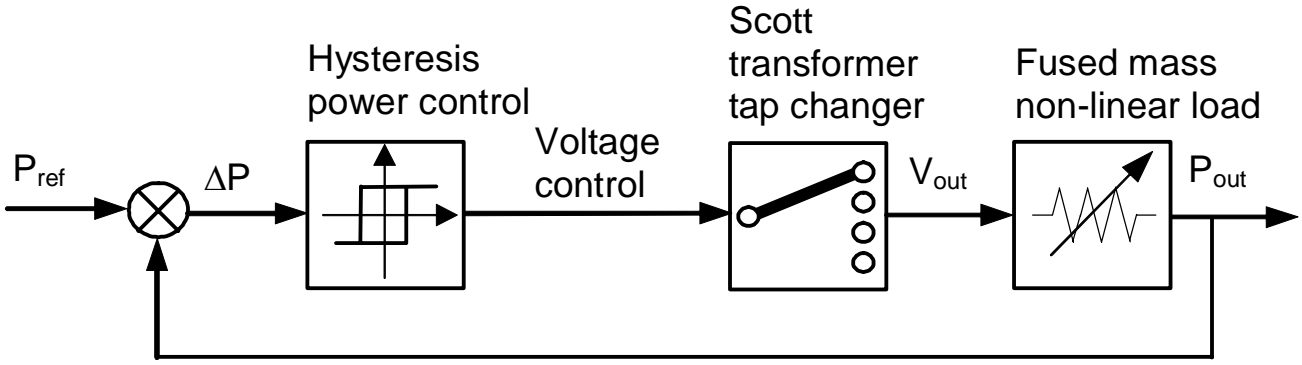 Hysteresis
power control
Scott
transformer
tap changer
Fused mass
non-linear load
P_ref
ΔP
Voltage
control
V_out
P_out